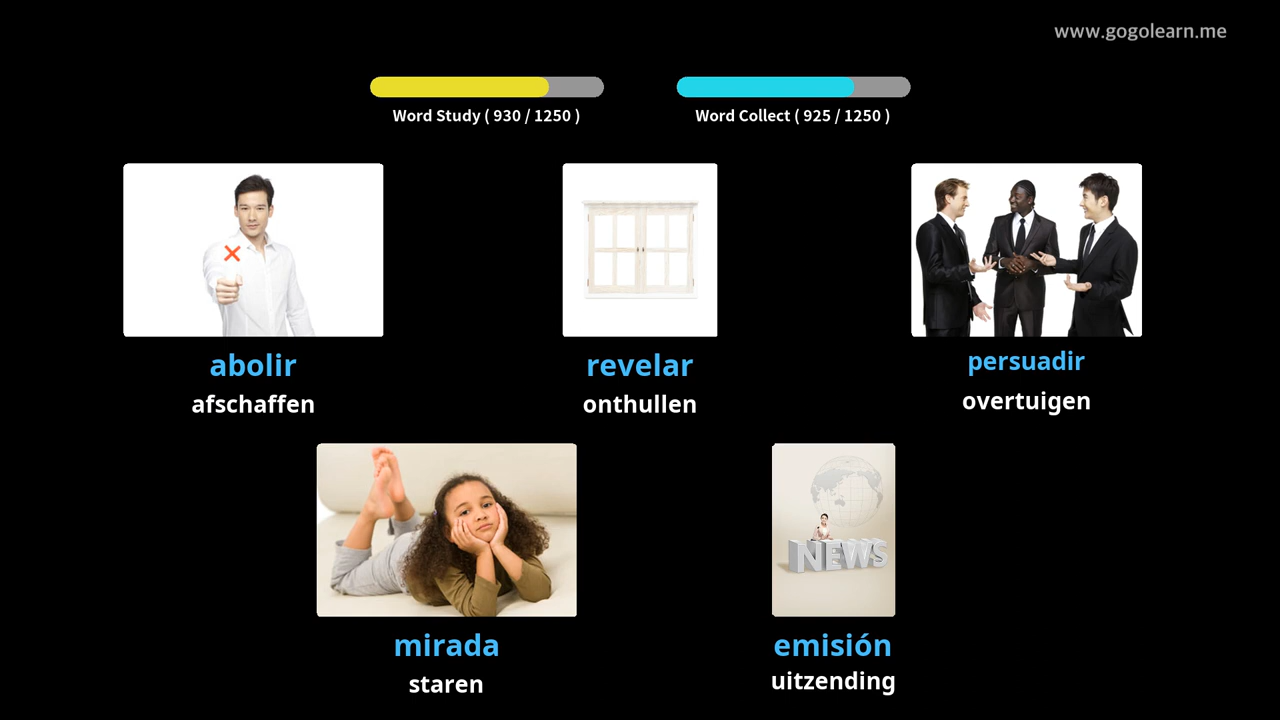 www.gogolearn.me
Word Study ( 930 / 1250 )
Word Collect ( 925 / 1250 )
abolir
afschaffen
revelar
onthullen
persuadir
overtuigen
NEWS
mirada
staren
emisión
uitzending